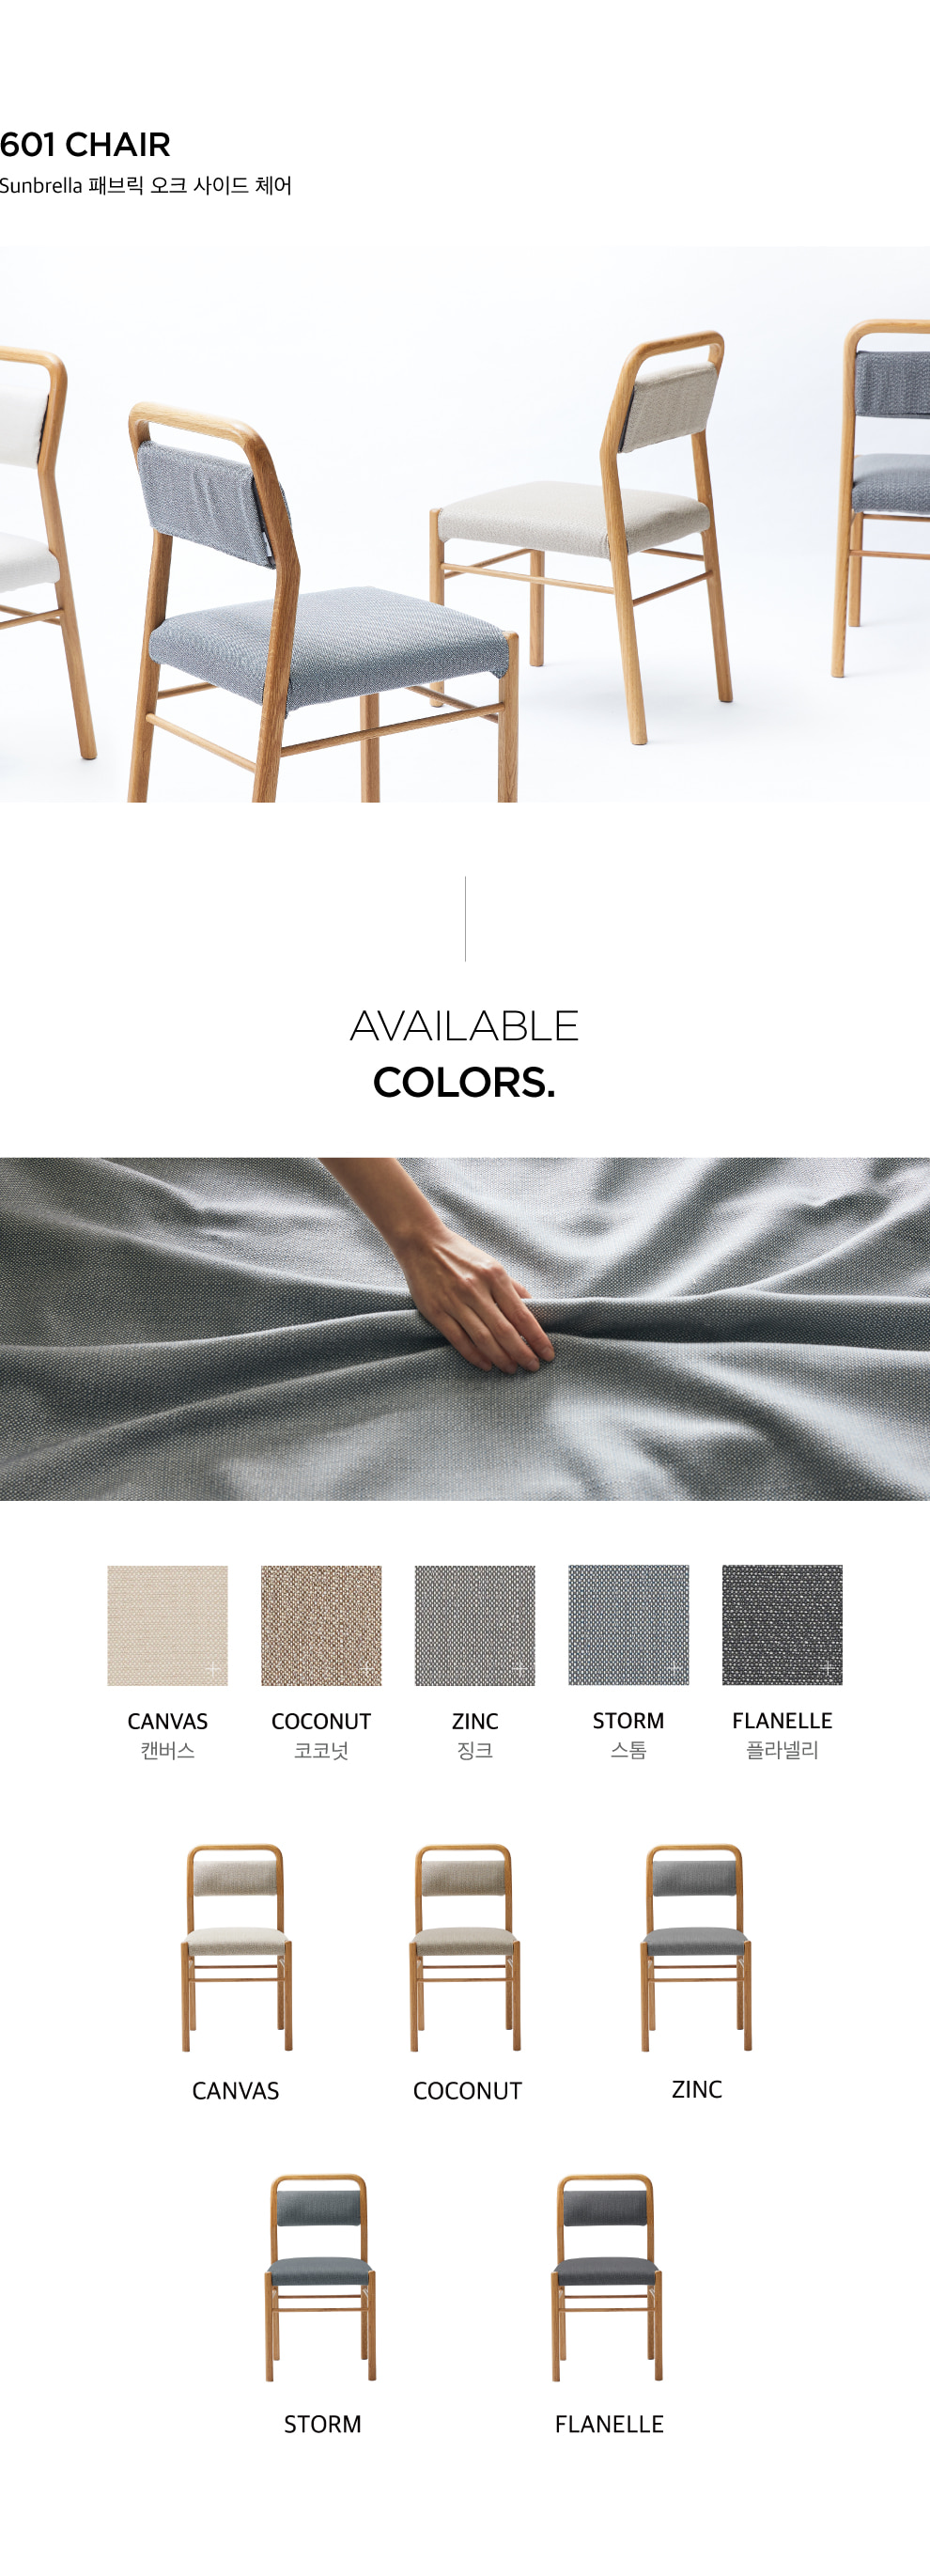 601 CHAIR
Sunbrella 패브릭 오크 사이드 체어
AVAILABLE
COLORS.
CANVAS
캔버스
COCONUT
코코넛
ZINC
징크
STORM
스톰
FLANELLE
플라넬리
CANVAS
COCONUT
ZINC
STORM
FLANELLE